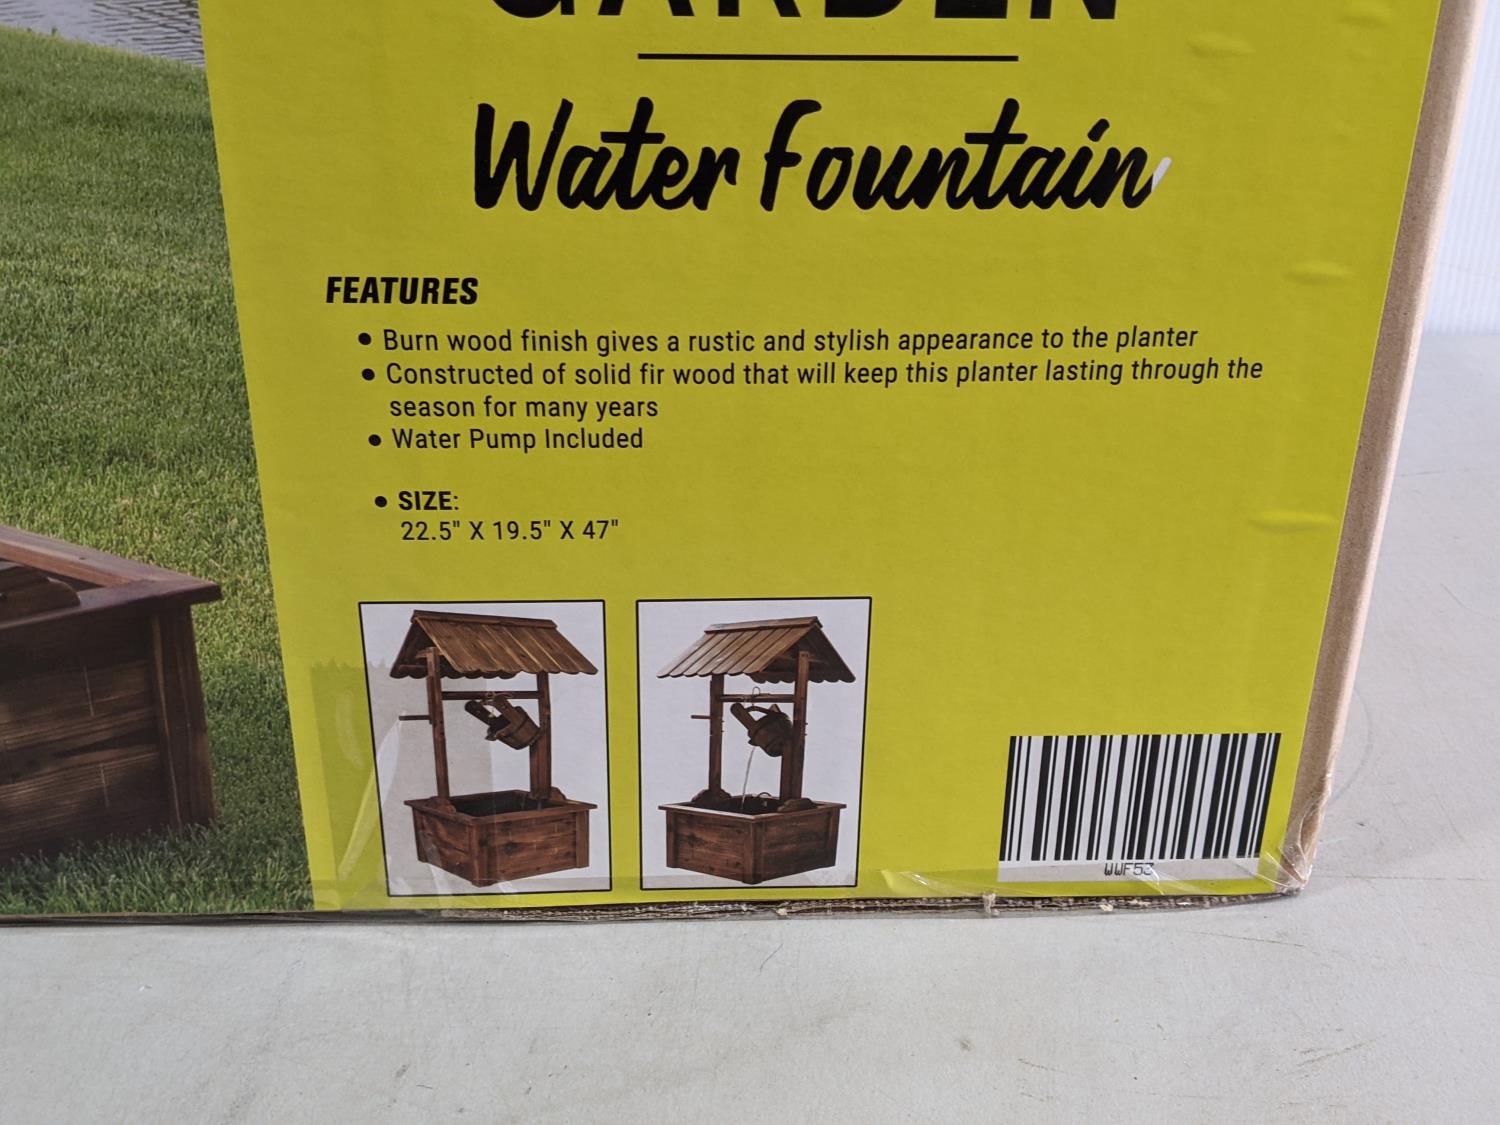 GARDEN
Water Fountain
FEATURES
• Burn wood finish gives a rustic and stylish appearance to the planter
• Constructed of solid fir wood that will keep this planter lasting through the
season for many years
• Water Pump Included
• SIZE:
22.5" X 19.5" X 47"
WWF53